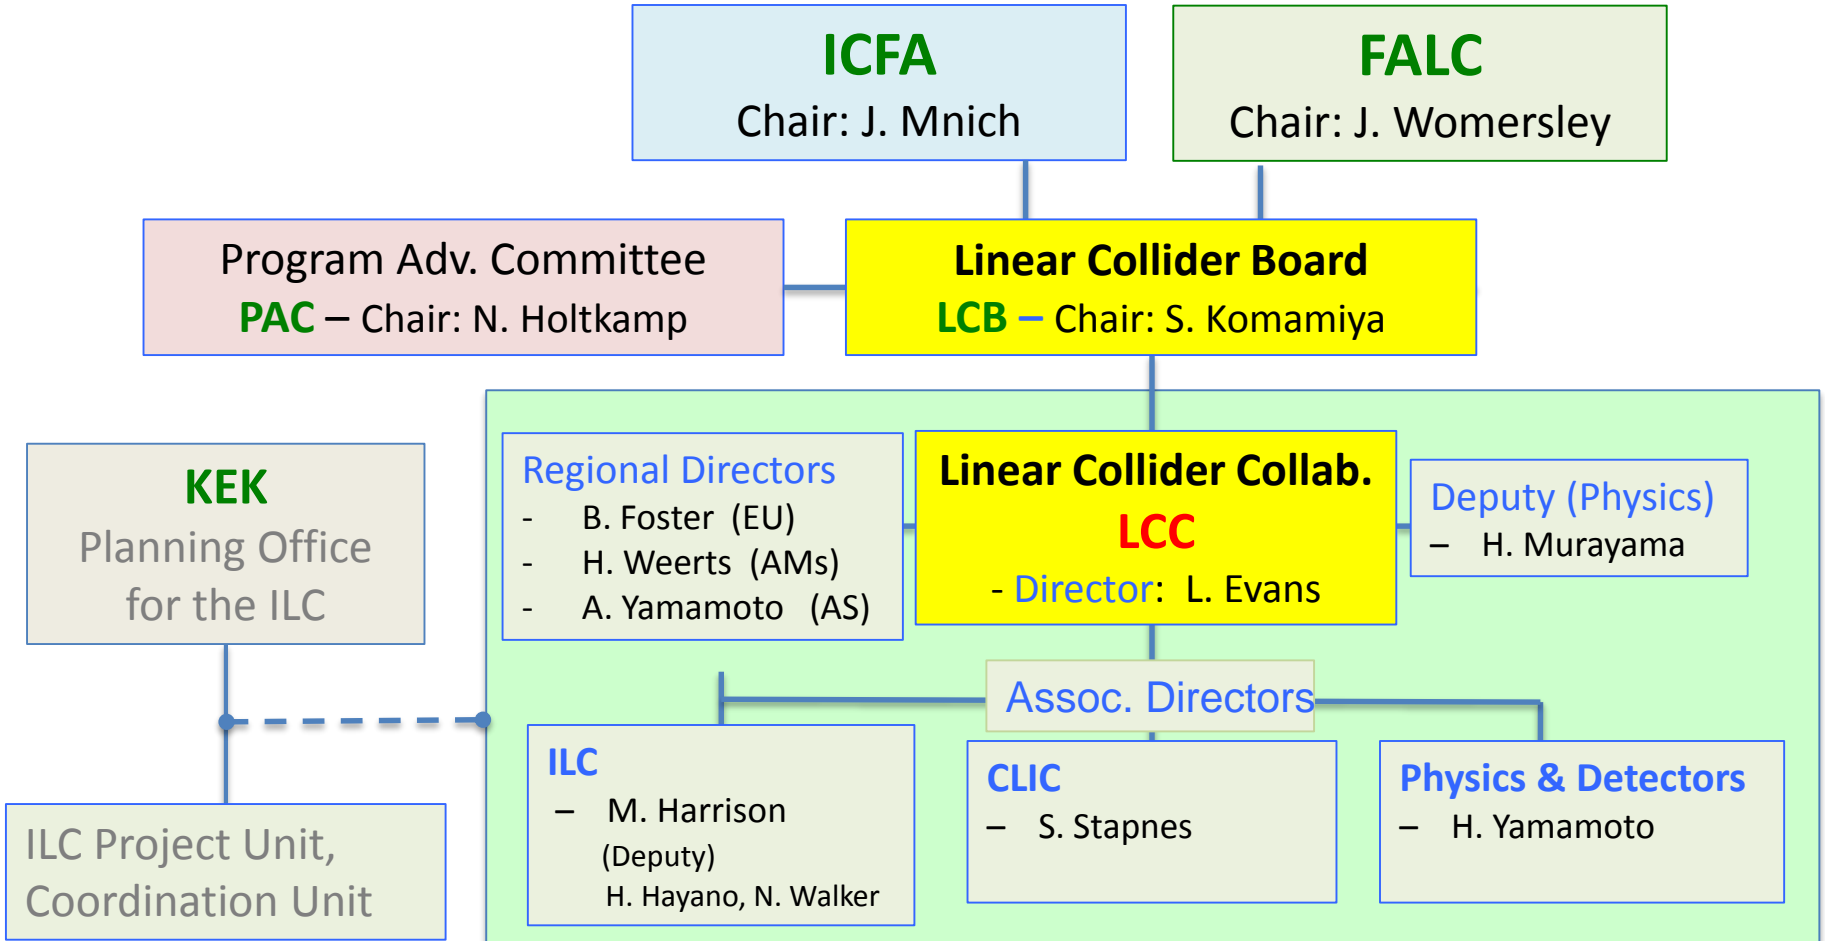 ICFA
Chair: J. Mnich
FALC
Chair: J. Womersley
Program Adv. Committee
PAC – Chair: N. Holtkamp
Linear Collider Board
LCB – Chair: S. Komamiya
KEK
Planning Office
for the ILC
Regional Directors
- B. Foster (EU)
- H. Weerts (AMs)
- A. Yamamoto (AS)
Linear Collider Collab.
LCC
- Director: L. Evans
Deputy (Physics)
– H. Murayama
Assoc. Directors
ILC Project Unit,
Coordination Unit
ILC
– M. Harrison
(Deputy)
H. Hayano, N. Walker
CLIC
– S. Stapnes
Physics & Detectors
– H. Yamamoto